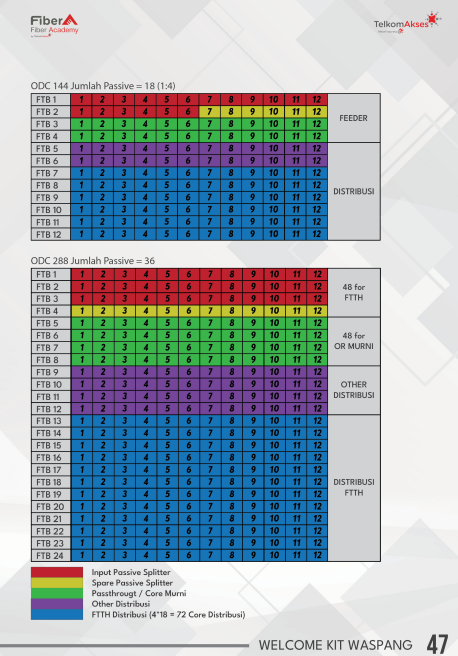 Fiber
Fiber Academy
TelkomAkses
ODC 144 Jumlah Passive = 18 (1:4)
FTB 1 1 2 3 4 5 6 7 8 9 10 11 12
FTB 2 1 2 3 4 5 6 7 8 9 10 11 12
FEEDER
FTB 3 1 2 3 4 5 6 7 8 9 10 11 12
FTB 4 1 2 3 4 5 6 7 8 9 10 11 12
FTB 5 1 2 3 4 5 6 7 8 9 10 11 12
FTB 6 1 2 3 4 5 6 7 8 9 10 11 12
FTB 7 1 2 3 4 5 6 7 8 9 10 11 12
FTB 8 1 2 3 4 5 6 7 8 9 10 11 12
DISTRIBUSI
FTB 9 1 2 3 4 5 6 7 8 9 10 11 12
FTB 10 1 2 3 4 5 6 7 8 9 10 11 12
FTB 11 1 2 3 4 5 6 7 8 9 10 11 12
FTB 12 1 2 3 4 5 6 7 8 9 10 11 12
ODC 288 Jumlah Passive = 36
FTB 1 1 2 3 4 5 6 7 8 9 10 11 12
FTB 2 1 2 3 4 5 6 7 8 9 10 11 12
48 for
FTTH
FTB 3 1 2 3 4 5 6 7 8 9 10 11 12
FTB 4 1 2 3 4 5 6 7 8 9 10 11 12
FTB 5 1 2 3 4 5 6 7 8 9 10 11 12
FTB 6 1 2 3 4 5 6 7 8 9 10 11 12
48 for
OR MURNI
FTB 7 1 2 3 4 5 6 7 8 9 10 11 12
FTB 8 1 2 3 4 5 6 7 8 9 10 11 12
FTB 9 1 2 3 4 5 6 7 8 9 10 11 12
FTB 10 1 2 3 4 5 6 7 8 9 10 11 12
OTHER
DISTRIBUSI
FTB 11 1 2 3 4 5 6 7 8 9 10 11 12
FTB 12 1 2 3 4 5 6 7 8 9 10 11 12
FTB 13 1 2 3 4 5 6 7 8 9 10 11 12
FTB 14 1 2 3 4 5 6 7 8 9 10 11 12
FTB 15 1 2 3 4 5 6 7 8 9 10 11 12
FTB 16 1 2 3 4 5 6 7 8 9 10 11 12
FTB 17 1 2 3 4 5 6 7 8 9 10 11 12
FTB 18 1 2 3 4 5 6 7 8 9 10 11 12
DISTRIBUSI
FTTH
FTB 19 1 2 3 4 5 6 7 8 9 10 11 12
FTB 20 1 2 3 4 5 6 7 8 9 10 11 12
FTB 21 1 2 3 4 5 6 7 8 9 10 11 12
FTB 22 1 2 3 4 5 6 7 8 9 10 11 12
FTB 23 1 2 3 4 5 6 7 8 9 10 11 12
FTB 24 1 2 3 4 5 6 7 8 9 10 11 12
Input Passive Splitter
Spare Passive Splitter
Passthrougt / Core Murni
Other Distribusi
FTTH Distribusi (4*18 = 72 Core Distribusi)
WELCOME KIT WASPANG 47